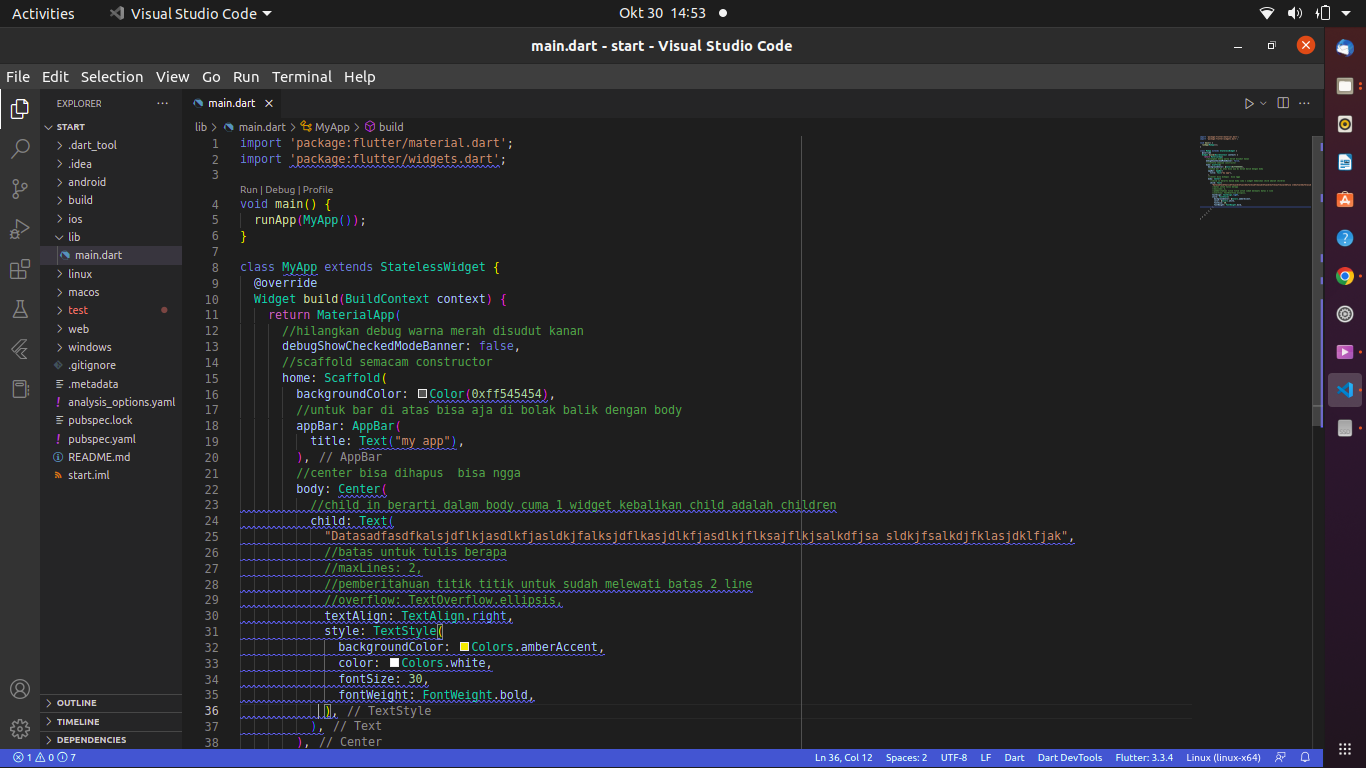 Activities
Visual Studio Code
Okt 30 14:53
main.dart - start - Visual Studio Code
File Edit Selection View Go Run Terminal Help
EXPLORER
START
.dart_tool
.idea
android
build
ios
lib
main.dart
linux
macos
test
web
windows
.gitignore
.metadata
analysis_options.yaml
pubspec.lock
pubspec.yaml
README.md
start.iml
OUTLINE
TIMELINE
DEPENDENCIES
main.dart
lib > main.dart > MyApp > build
1 import 'package:flutter/material.dart';
2 import 'package:flutter/widgets.dart';
3
Run | Debug | Profile
4 void main() {
5 runApp(MyApp());
6 }
7
8 class MyApp extends StatelessWidget {
9 @override
10 Widget build(BuildContext context) {
11 return MaterialApp(
12 //hilangkan debug warna merah disudut kanan
13 debugShowCheckedModeBanner: false,
14 //scaffold semacam constructor
15 home: Scaffold(
16 backgroundColor: Color(0xff545454),
17 //untuk bar di atas bisa aja di bolak balik dengan body
18 appBar: AppBar(
19 title: Text("my app"),
20 ), // AppBar
21 //center bisa dihapus  bisa ngga
22 body: Center(
23 //child in berarti dalam body cuma 1 widget kebalikan child adalah children
24 child: Text(
25 "Datasadfasdfkalsjdflkjasdlkfjasldkjfalksjdflkasjdlkfjasdlkjflksajflkjsalkdfjsa sldkjfsalkdjfklasjdklfjak",
26 //batas untuk tulis berapa
27 //maxLines: 2,
28 //pemberitahuan titik titik untuk sudah melewati batas 2 line
29 //overflow: TextOverflow.ellipsis,
30 textAlign: TextAlign.right,
31 style: TextStyle(
32 backgroundColor: Colors.amberAccent,
33 color: Colors.white,
34 fontSize: 30,
35 fontWeight: FontWeight.bold,
36 ), // TextStyle
37 ), // Text
38 ), // Center
1 0 7
Ln 36, Col 12 Spaces: 2 UTF-8 LF Dart Dart DevTools Flutter: 3.3.4 Linux (linux-x64)